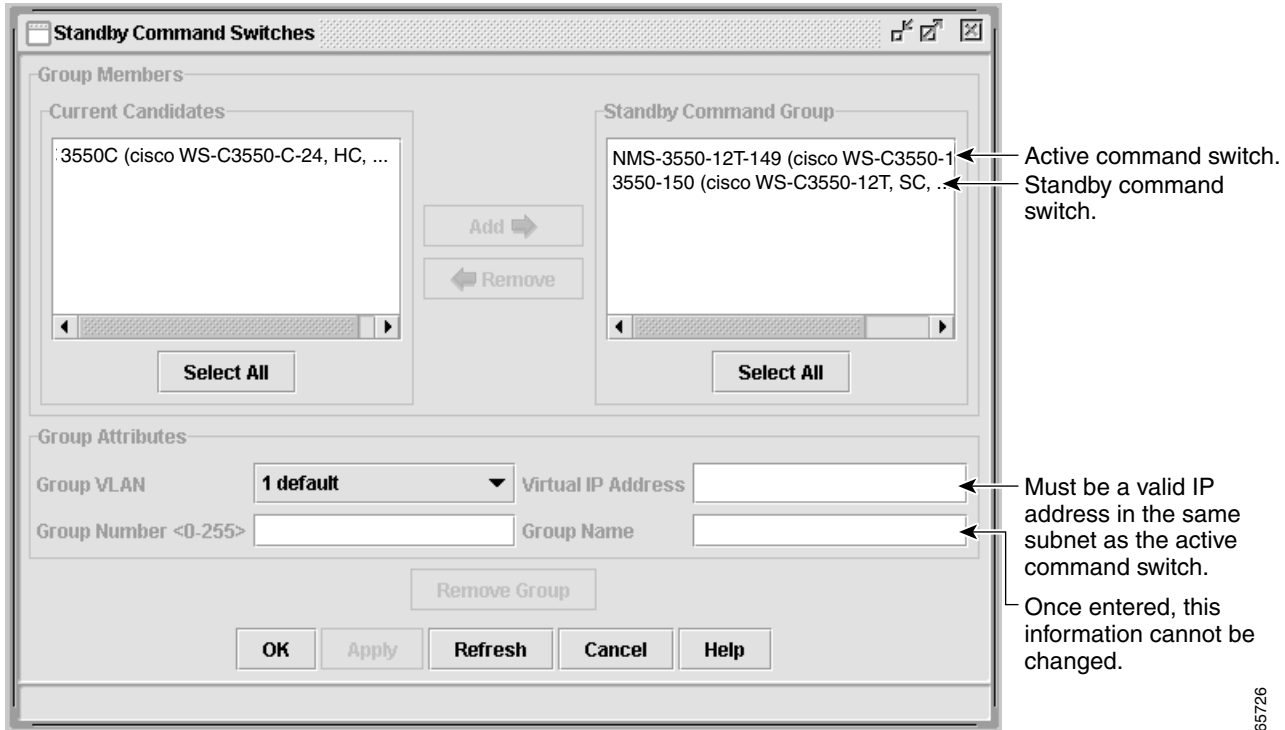 Standby Command Switches
Group Members
Current Candidates
Standby Command Group
3550C (cisco WS-C3550-C-24, HC, ...
NMS-3550-12T-149 (cisco WS-C3550-1
3550-150 (cisco WS-C3550-12T, SC, ..
Active command switch.
Standby command
switch.
Add
Remove
Select All
Select All
Group Attributes
Group VLAN
1 default
Virtual IP Address
Group Number <0-255>
Group Name
Must be a valid IP
address in the same
subnet as the active
command switch.
Once entered, this
information cannot be
changed.
Remove Group
OK
Apply
Refresh
Cancel
Help
65726